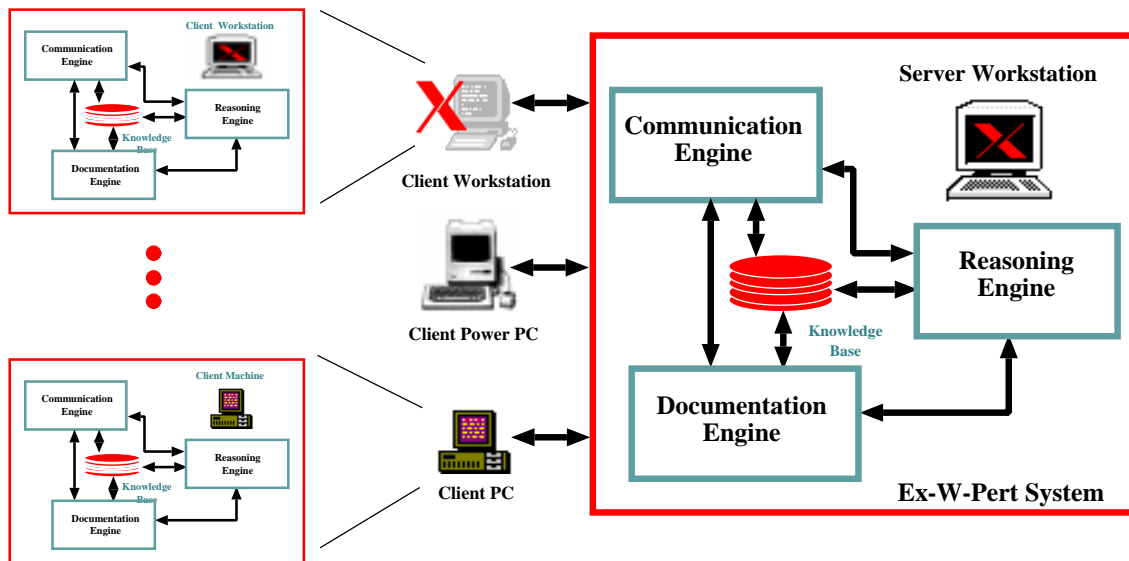 Client Workstation
Communication
Engine
Reasoning
Engine
Knowledge
Base
Documentation
Engine
Client Workstation
Client Power PC
Client Machine
Communication
Engine
Reasoning
Engine
Knowledge
Base
Documentation
Engine
Client PC
Server Workstation
Communication
Engine
Reasoning
Engine
Knowledge
Base
Documentation
Engine
Ex-W-Pert System